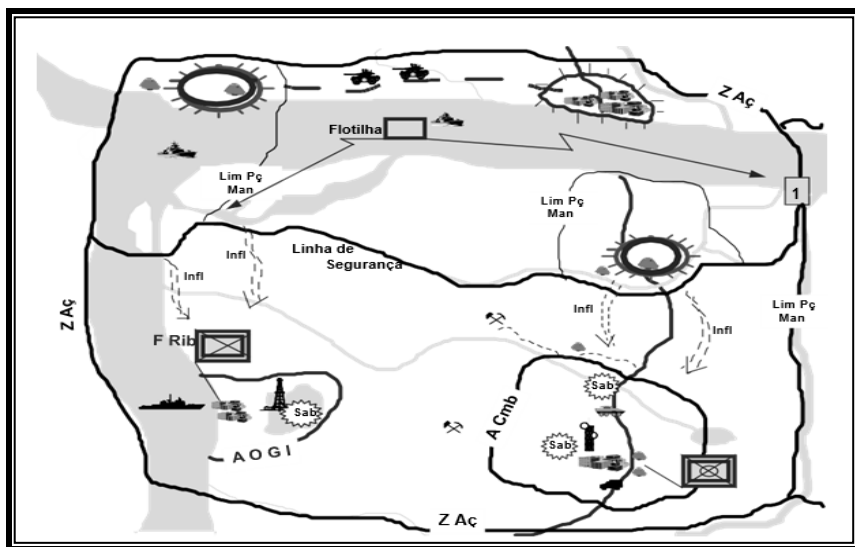 Z Aç
Flotilha
Lim Pç
Man
1
Lim Pç
Man
Infl
Infl
Linha de
Segurança
Z Aç
Infl
Infl
Lim Pç
Man
F Rib
Sab
Sab
Sab
A Cmb
A O G I
Z Aç